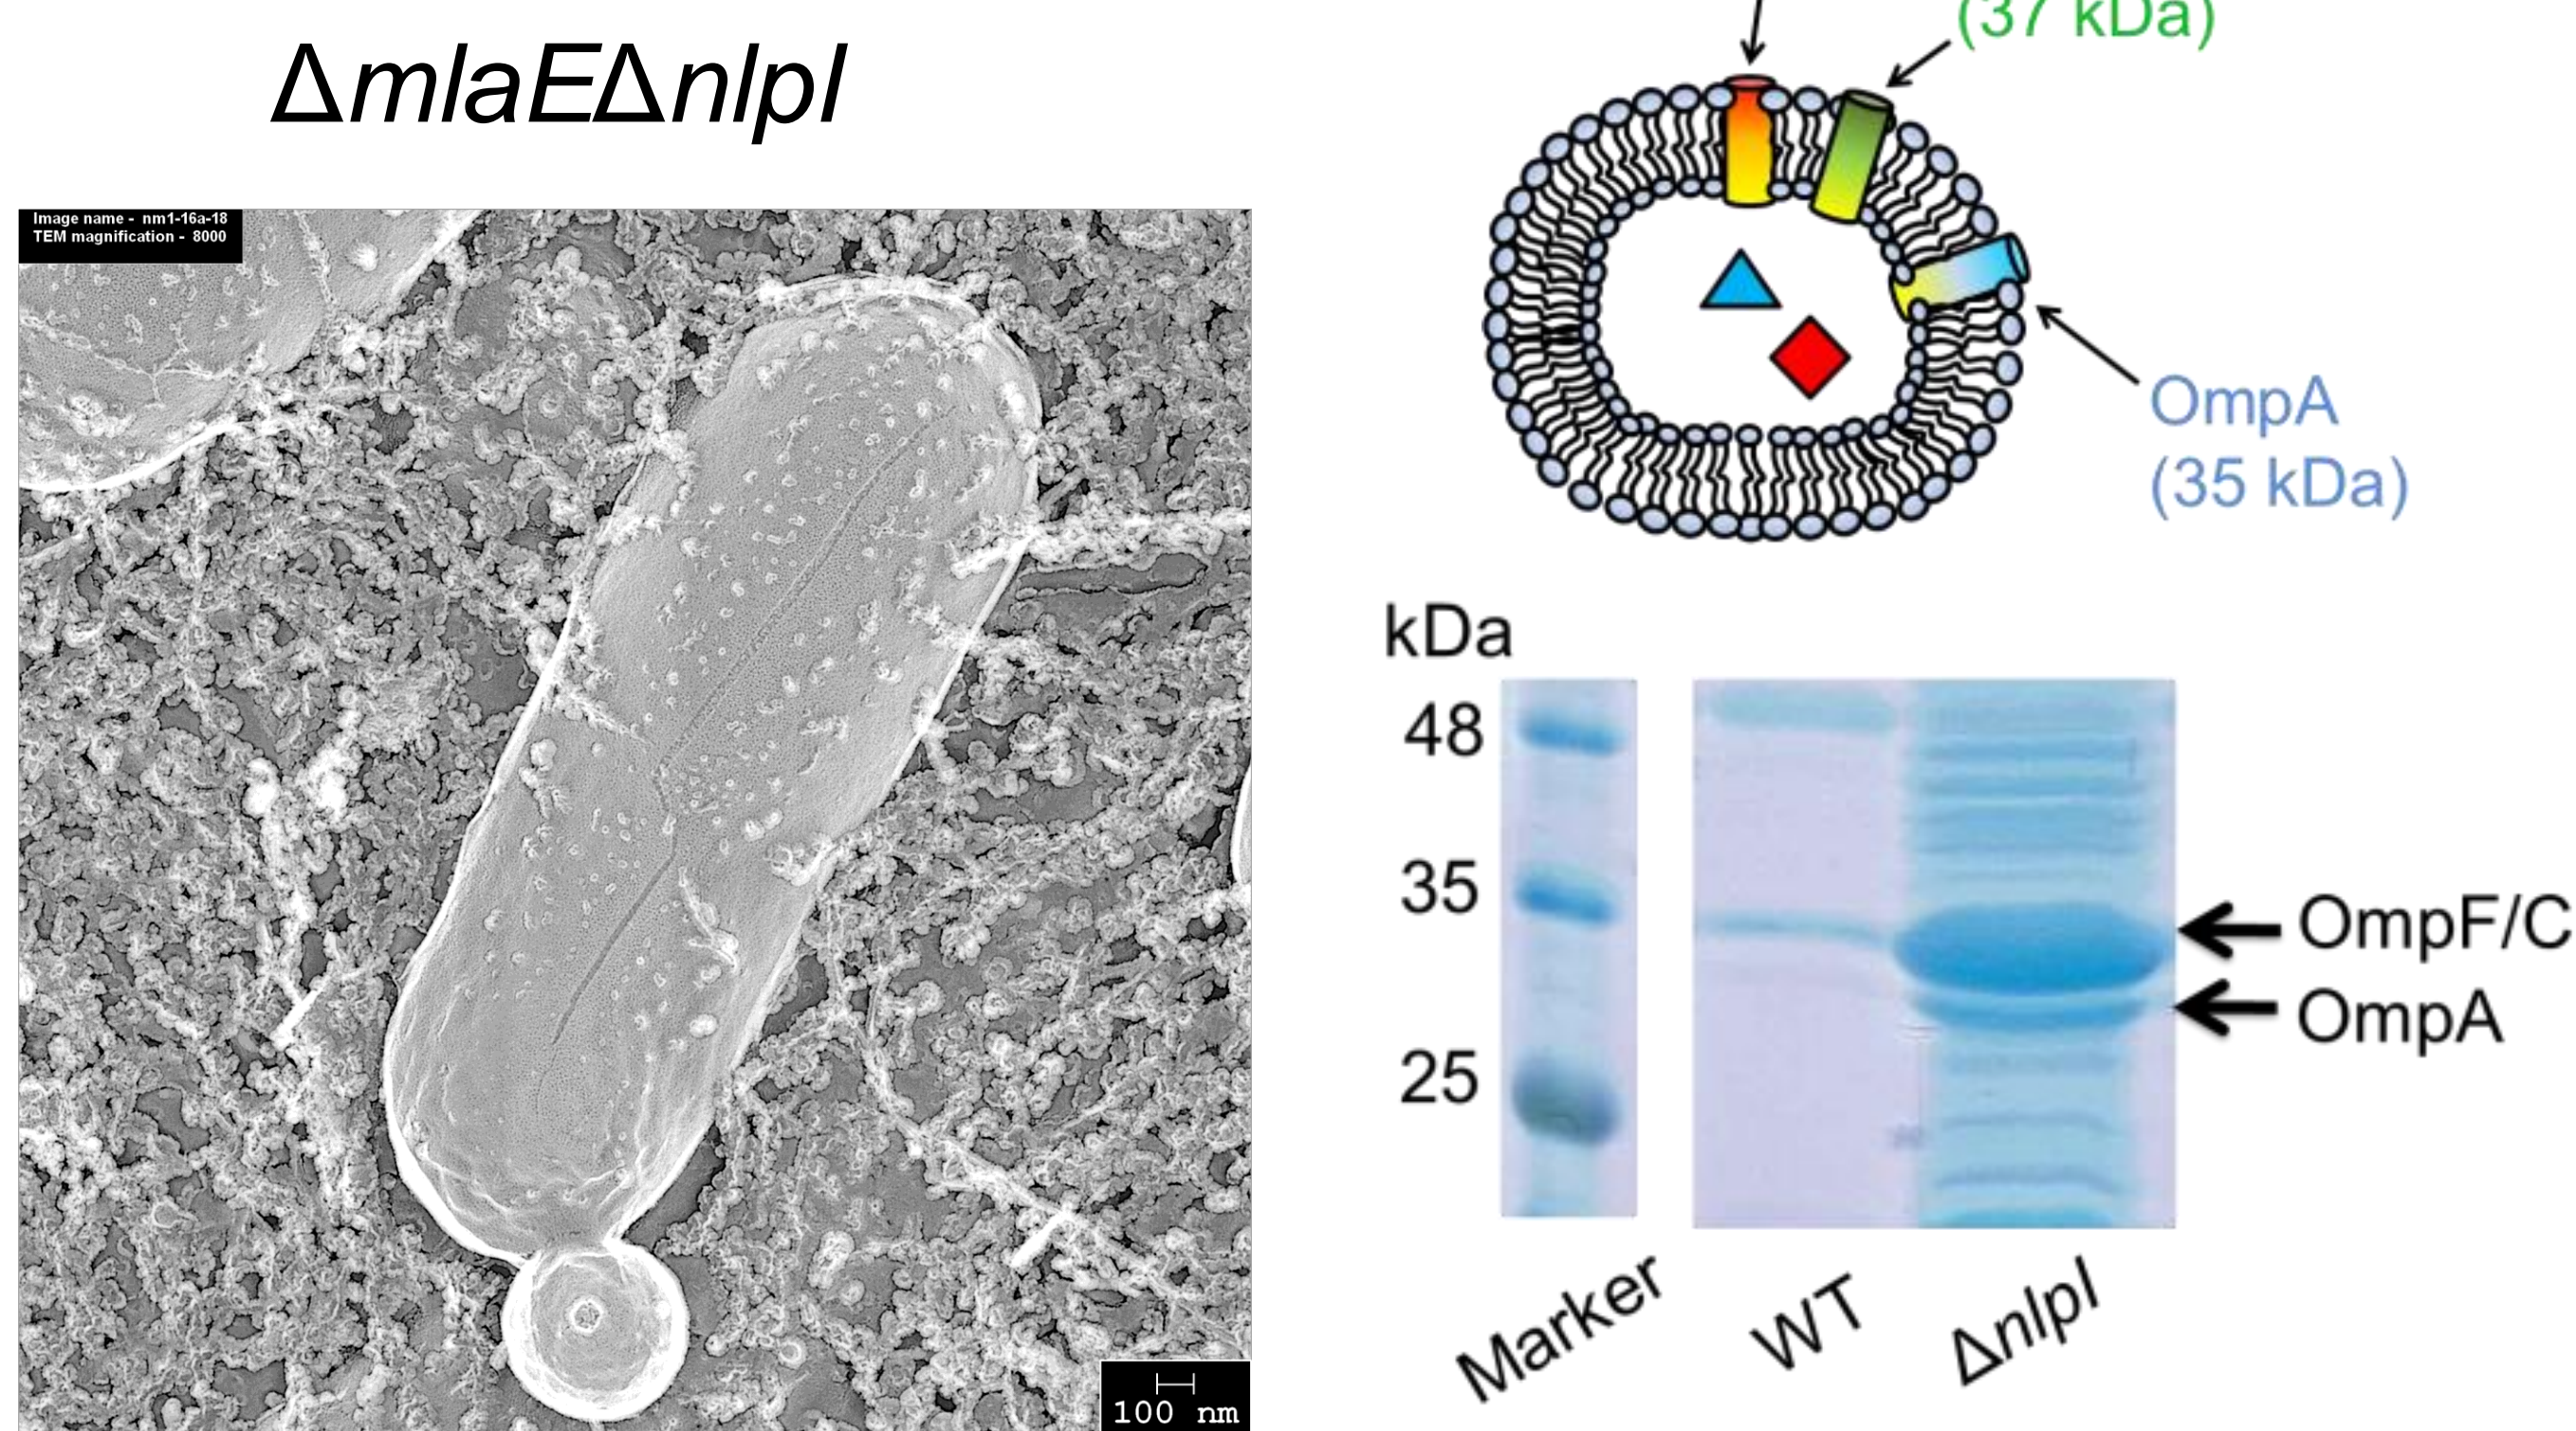 ΔmlaEΔnlpI
Image name - nm1-16a-18
TEM magnification - 8000
100 nm
(37 kDa)
OmpA
(35 kDa)
kDa
48
35
25
OmpF/C
OmpA
Marker
WT
ΔnlpI